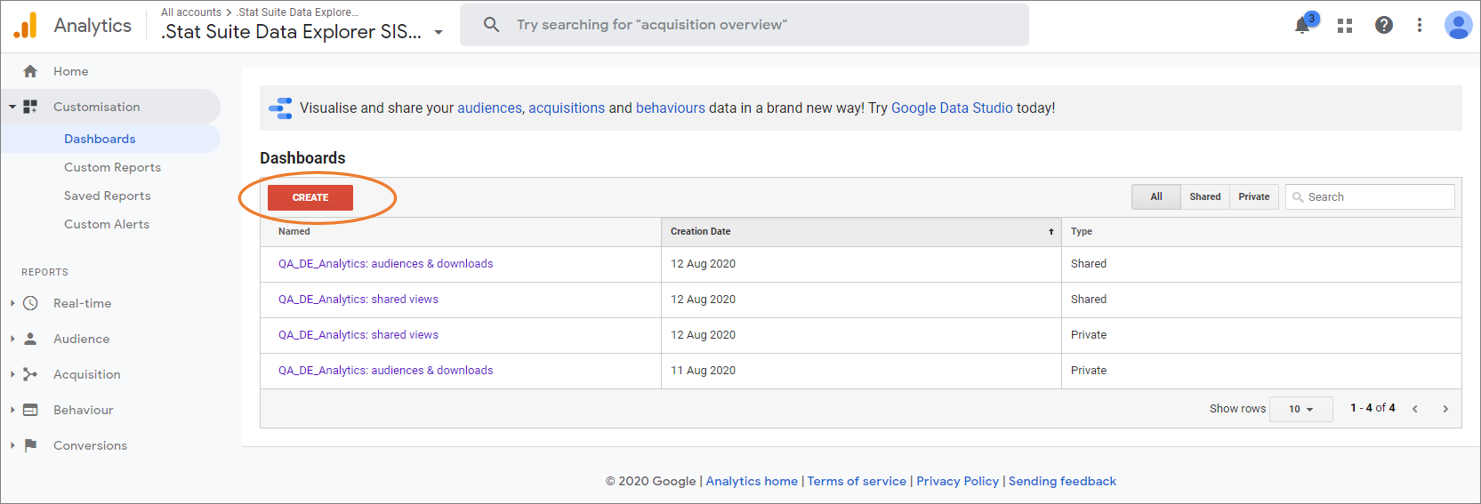 Analytics
All accounts > .Stat Suite Data Explore...
.Stat Suite Data Explorer SIS...
Try searching for "acquisition overview"
3
Home
Customisation
Dashboards
Custom Reports
Saved Reports
Custom Alerts
REPORTS
Real-time
Audience
Acquisition
Behaviour
Conversions
Visualise and share your audiences, acquisitions and behaviours data in a brand new way! Try Google Data Studio today!
Dashboards
CREATE
All Shared Private Search
Named Creation Date Type
QA_DE_Analytics: audiences & downloads 12 Aug 2020 Shared
QA_DE_Analytics: shared views 12 Aug 2020 Shared
QA_DE_Analytics: shared views 12 Aug 2020 Private
QA_DE_Analytics: audiences & downloads 11 Aug 2020 Private
Show rows 10 1 - 4 of 4
© 2020 Google | Analytics home | Terms of service | Privacy Policy | Sending feedback